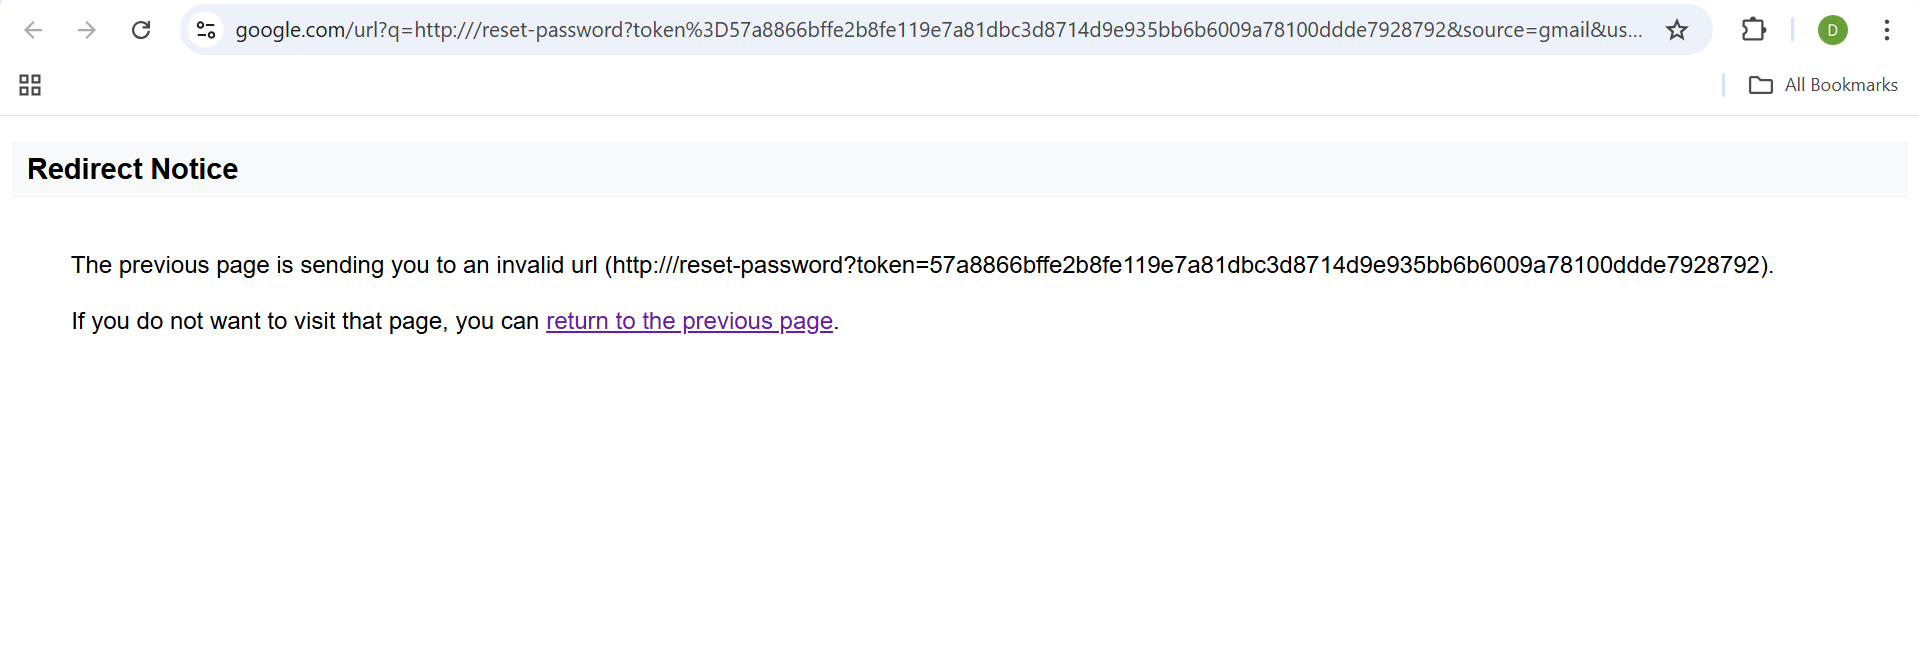 google.com/url?q=http:///reset-password?token%3D57a8866bffe2b8fe119e7a81dbc3d8714d9e935bb6b6009a78100ddde7928792&source=gmail&us...
D
All Bookmarks
Redirect Notice
The previous page is sending you to an invalid url (http:///reset-password?token=57a8866bffe2b8fe119e7a81dbc3d8714d9e935bb6b6009a78100ddde7928792).
If you do not want to visit that page, you can return to the previous page.